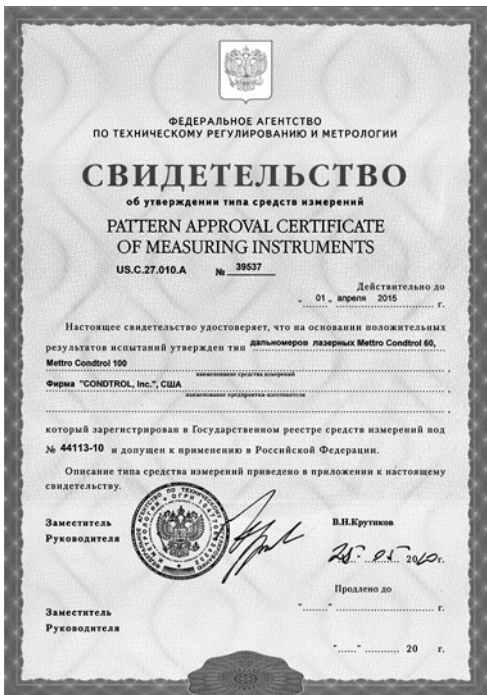 ФЕДЕРАЛЬНОЕ АГЕНТСТВО
ПО ТЕХНИЧЕСКОМУ РЕГУЛИРОВАНИЮ И МЕТРОЛОГИИ
СВИДЕТЕЛЬСТВО
об утверждении типа средств измерений
PATTERN APPROVAL CERTIFICATE
OF MEASURING INSTRUMENTS
US.C.27.010.A № 39537
Действительно до
" 01 " апреля 2015 г.
Настоящее свидетельство удостоверяет, что на основании положительных
результатов испытаний утвержден тип дальномеров лазерных Mettro Condtrol 60,
Mettro Condtrol 100
наименование средства измерений
Фирма "CONDTROL, Inc.", США
наименование предприятия-изготовителя
который зарегистрирован в Государственном реестре средств измерений под
№ 44113-10 и допущен к применению в Российской Федерации.
Описание типа средства измерений приведено в приложении к настоящему
свидетельству.
Заместитель
Руководителя
В.Н.Крутиков
25 05 2010 г.
Продлено до
"......" .................. г.
Заместитель
Руководителя
"......" ........... 20 г.